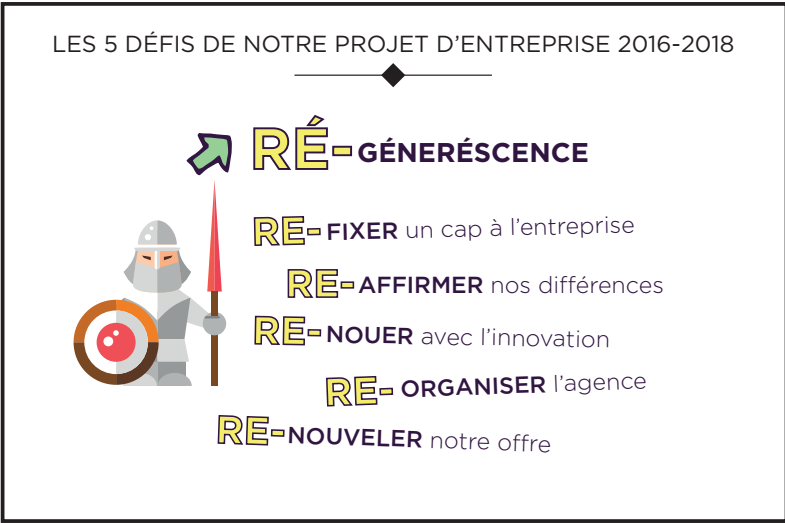 LES 5 DÉFIS DE NOTRE PROJET D’ENTREPRISE 2016-2018
RÉ-GÉNERÉSCENCE
RE-FIXER un cap à l’entreprise
RE-AFFIRMER nos différences
RE-NOUER avec l’innovation
RE-ORGANISER l’agence
RE-NOUVELER notre offre